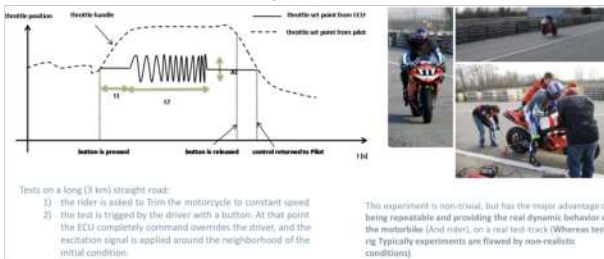 throttle position
throttle handle
throttle set point from ECU
throttle set point from pilot
t1
t2
button is pressed
button is released
control returned to Pilot
t [s]
Tests on a long (3 km) straight road:
1) the rider is asked to Trim the motorcycle to constant speed
2) the test is trigged by the driver with a button. At that point
the ECU completely command overrides the driver, and the
excitation signal is applied around the neighborhood of the
initial condition.
This experiment is non-trivial, but has the major advantage o
being repeatable and providing the real dynamic behavior o
the motorbike (And rider), on a real test-track (Whereas test
rig Typically experiments are flawed by non-realistic
conditions)